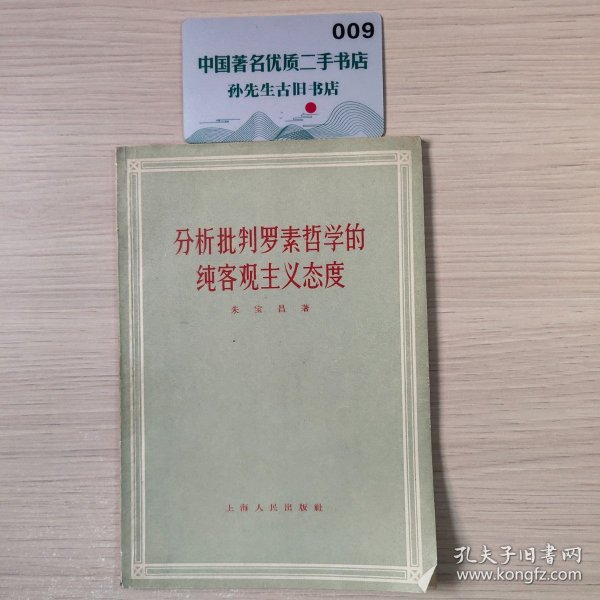 009
中国著名优质二手书店
孙先生古旧书店
分析批判罗素哲学的
纯客观主义态度
朱宝昌 著
上海人民出版社
孔夫子旧书网
www.kongfz.com